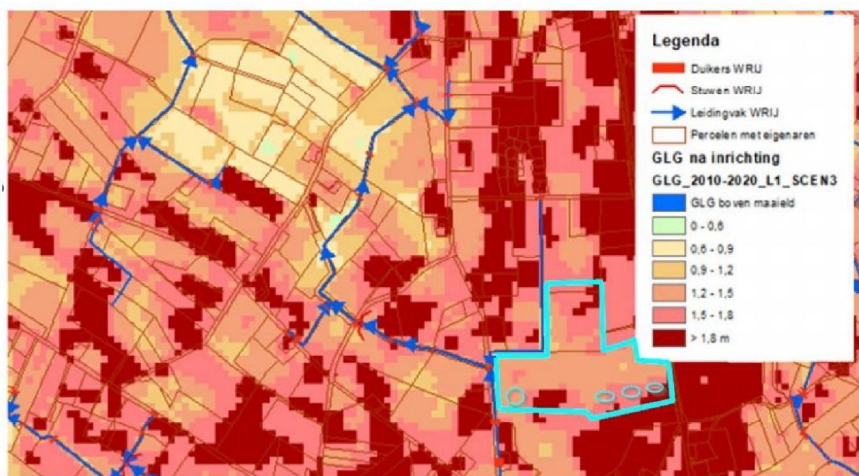 Legenda
Duikers WRIJ
Stuwen WRIJ
Leidingvak WRIJ
Percelen met eigenaren
GLG na inrichting
GLG_2010-2020_L1_SCEN3
GLG boven maaield
0 - 0,6
0,6 - 0,9
0,9 - 1,2
1,2 - 1,5
1,5 - 1,8
> 1,8 m